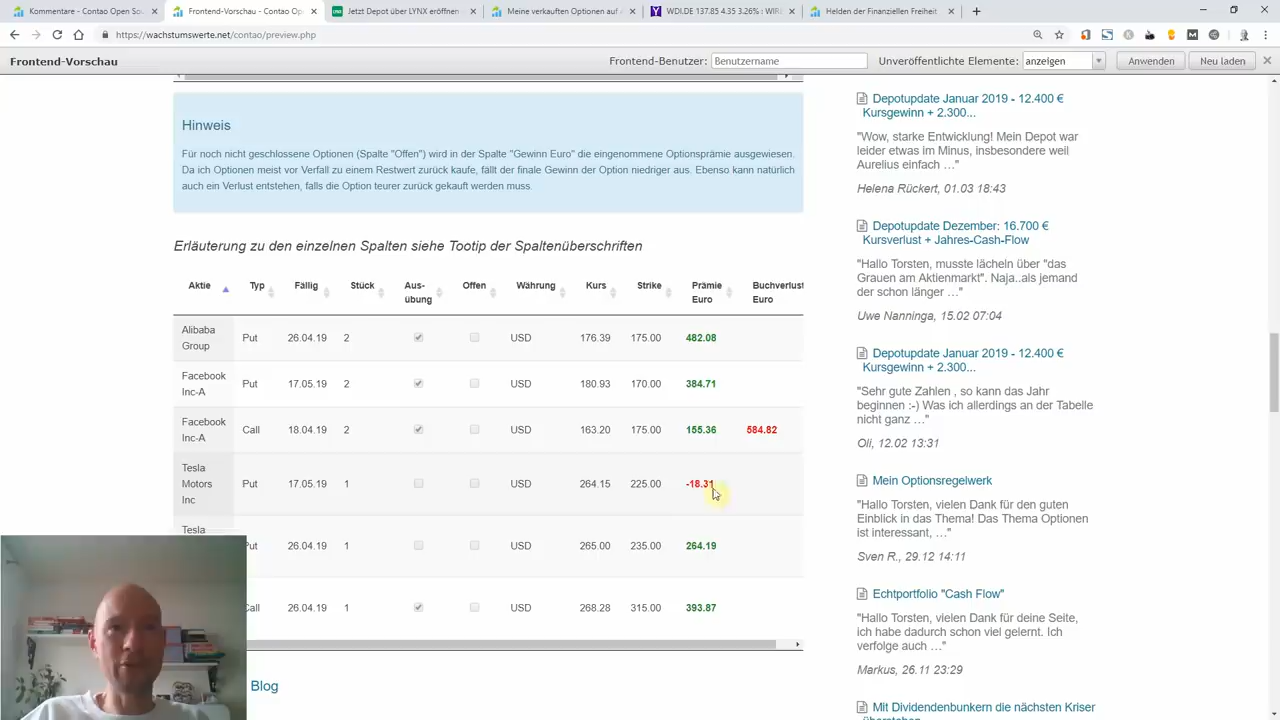 Kommentare - Contao Open So
Frontend-Vorschau - Contao Open
Jetzt Depot über LYNX eröffnen
Meine verkauften Optionen auf e
WDI.DE 137.85 4.35 3.26% : WIR
Helden der Finanziellen Freiheit
https://wachstumswerte.net/contao/preview.php
Frontend-Vorschau
Frontend-Benutzer: Benutzername
Unveröffentlichte Elemente: anzeigen
Anwenden
Neu laden
Hinweis
Für noch nicht geschlossene Optionen (Spalte "Offen") wird in der Spalte "Gewinn Euro" die eingenommene Optionsprämie ausgewiesen.
Da ich Optionen meist vor Verfall zu einem Restwert zurück kaufe, fällt der finale Gewinn der Option niedriger aus. Ebenso kann natürlich
auch ein Verlust entstehen, falls die Option teurer zurück gekauft werden muss.
Erläuterung zu den einzelnen Spalten siehe Tootip der Spaltenüberschriften
Aktie Typ Fällig Stück Aus- Offen Währung Kurs Strike Prämie Buchverlust
übung Euro Euro
Alibaba
Group Put 26.04.19 2 USD 176.39 175.00 482.08
Facebook
Inc-A Put 17.05.19 2 USD 180.93 170.00 384.71
Facebook
Inc-A Call 18.04.19 2 USD 163.20 175.00 155.36 584.82
Tesla
Motors Put 17.05.19 1 USD 264.15 225.00 -18.31
Inc
Tesla
Put 26.04.19 1 USD 265.00 235.00 264.19
Call 26.04.19 1 USD 268.28 315.00 393.87
Blog
Depotupdate Januar 2019 - 12.400 €
Kursgewinn + 2.300...
"Wow, starke Entwicklung! Mein Depot war
leider etwas im Minus, insbesondere weil
Aurelius einfach …"
Helena Rückert, 01.03 18:43
Depotupdate Dezember: 16.700 €
Kursverlust + Jahres-Cash-Flow
"Hallo Torsten, musste lächeln über "das
Grauen am Aktienmarkt". Naja..als jemand
der schon länger …"
Uwe Nanninga, 15.02 07:04
Depotupdate Januar 2019 - 12.400 €
Kursgewinn + 2.300...
"Sehr gute Zahlen , so kann das Jahr
beginnen :-) Was ich allerdings an der Tabelle
nicht ganz …"
Oli, 12.02 13:31
Mein Optionsregelwerk
"Hallo Torsten, vielen Dank für den guten
Einblick in das Thema! Das Thema Optionen
ist interessant, …"
Sven R., 29.12 14:11
Echtportfolio "Cash Flow"
"Hallo Torsten, vielen Dank für deine Seite,
ich habe dadurch schon viel gelernt. Ich
verfolge auch …"
Markus, 26.11 23:29
Mit Dividendenbunkern die nächsten Kriser